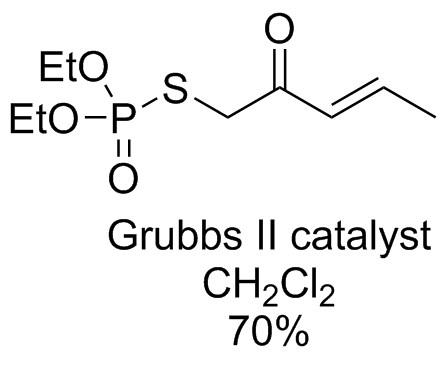 O
EtO
S
EtO
P
O
Grubbs II catalyst
CH₂Cl₂
70%